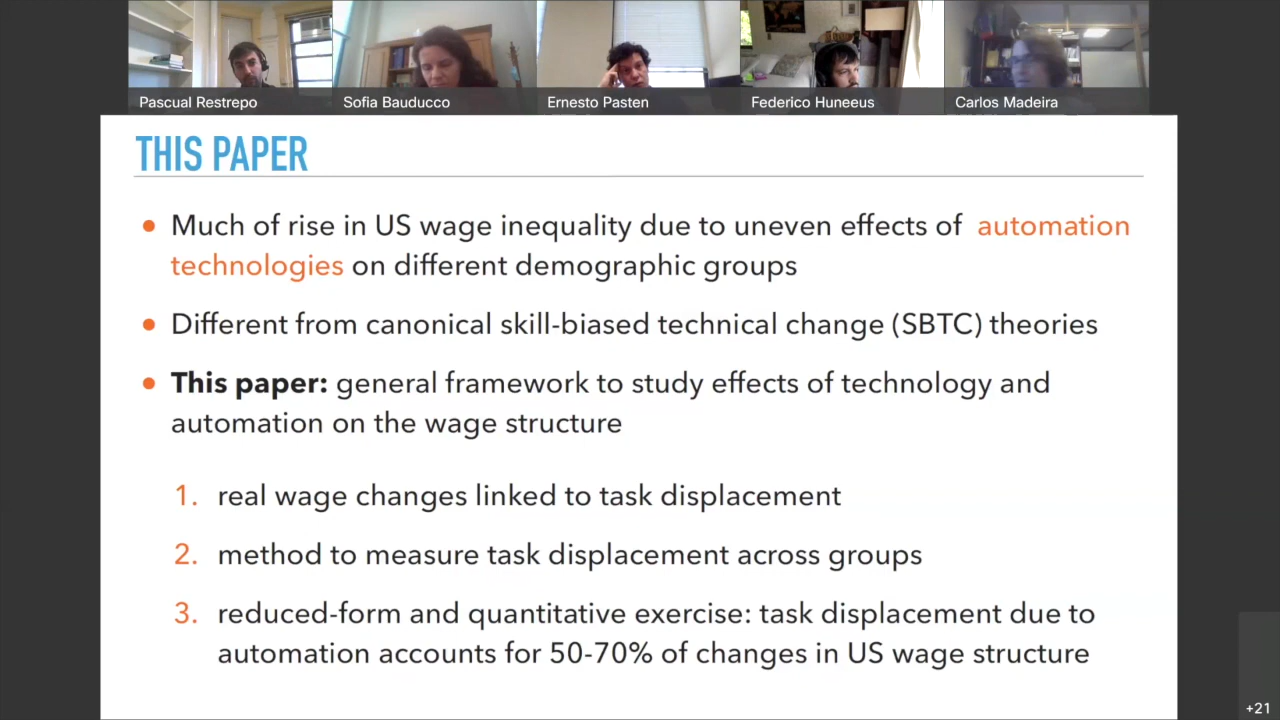 Pascual Restrepo
Sofia Bauducco
Ernesto Pasten
Federico Huneeus
Carlos Madeira
THIS PAPER
• Much of rise in US wage inequality due to uneven effects of automation
technologies on different demographic groups
• Different from canonical skill-biased technical change (SBTC) theories
• This paper: general framework to study effects of technology and
automation on the wage structure
1. real wage changes linked to task displacement
2. method to measure task displacement across groups
3. reduced-form and quantitative exercise: task displacement due to
automation accounts for 50-70% of changes in US wage structure
+21